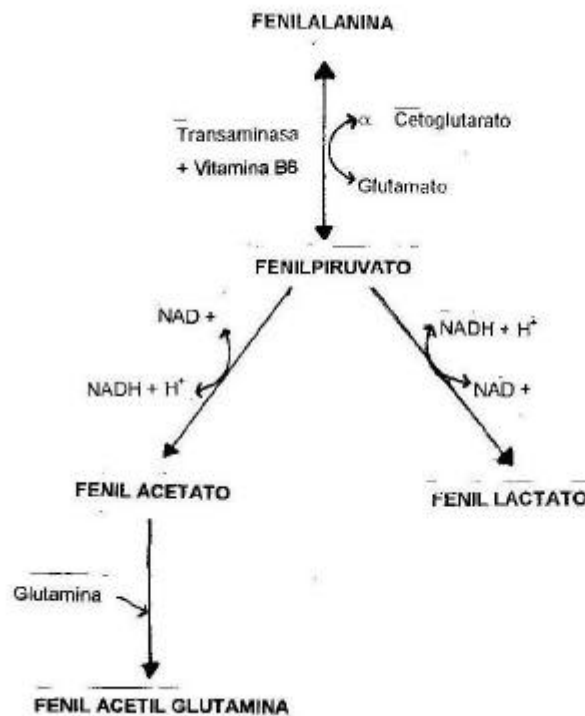 FENILALANINA
Transaminasa
+ Vitamina B6
α Cetoglutarato
Glutamato
FENILPIRUVATO
NAD +
NADH + H⁺
NADH + H⁺
NAD +
FENIL ACETATO
FENIL LACTATO
Glutamina
FENIL ACETIL GLUTAMINA